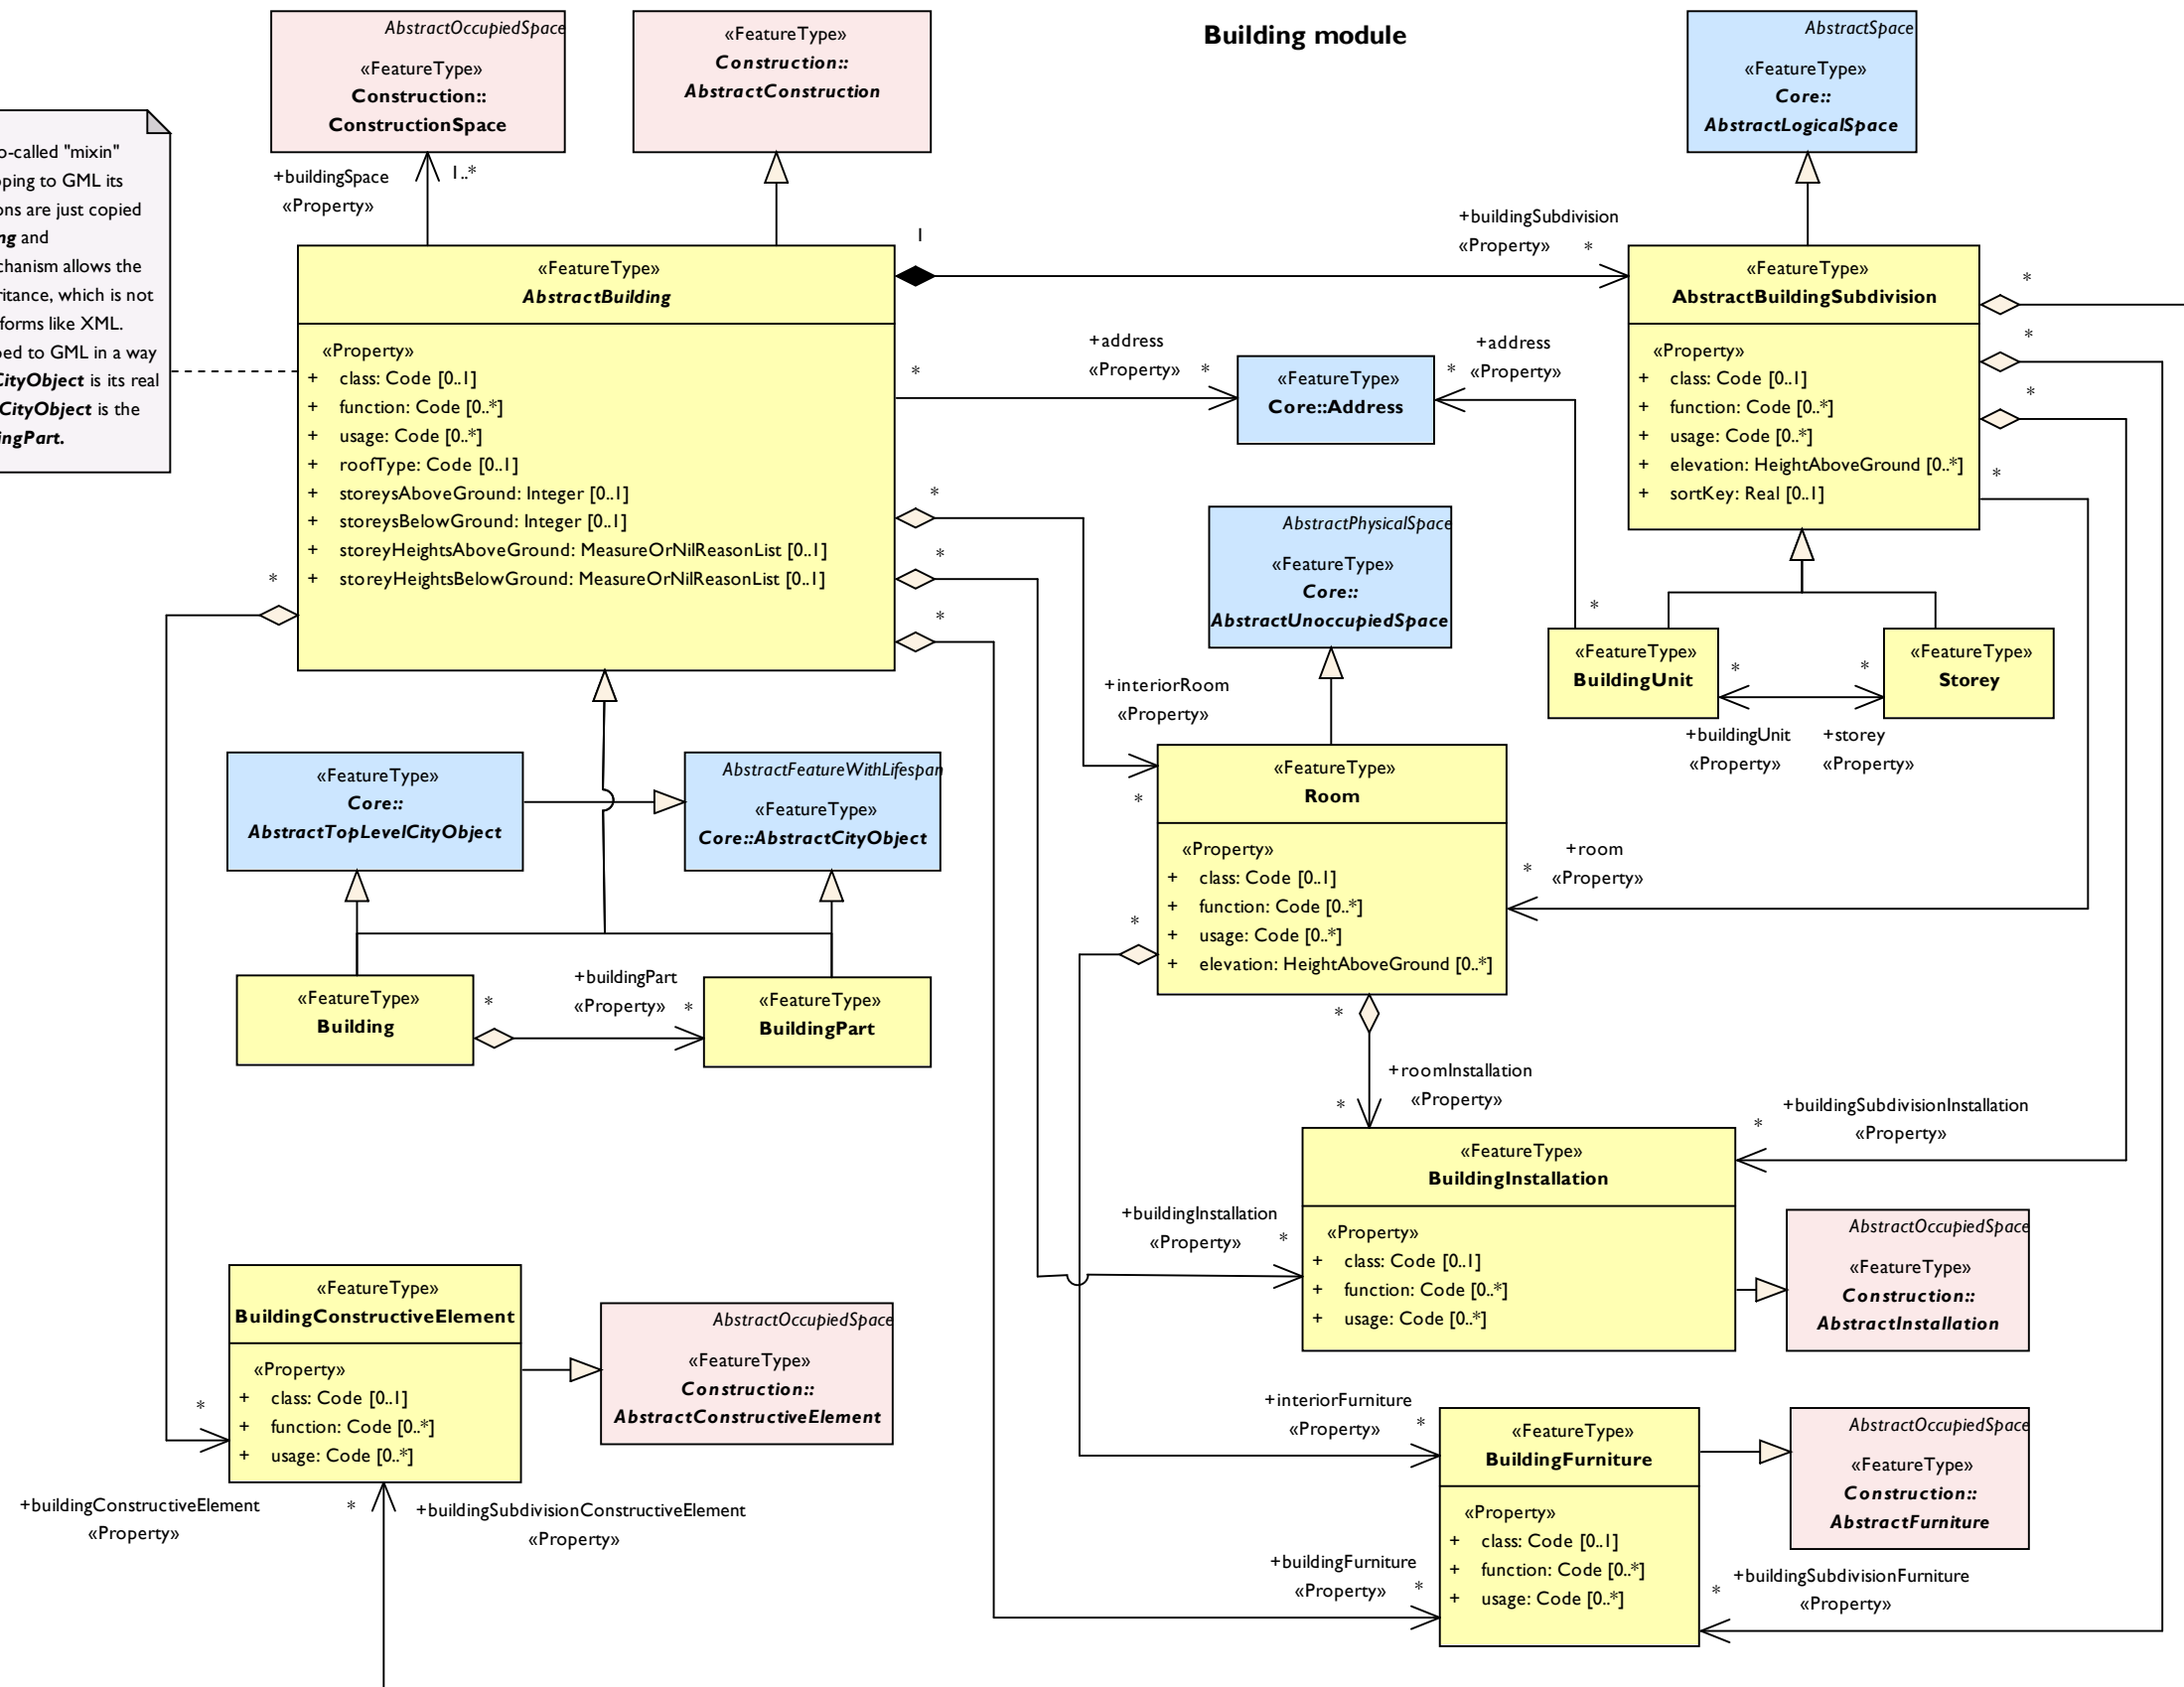 Building module
AbstractOccupiedSpace
«FeatureType»
Construction::
ConstructionSpace
«FeatureType»
Construction::
AbstractConstruction
AbstractSpace
«FeatureType»
Core::
AbstractLogicalSpace
"mixin"
to GML its
are just copied
and
allows the
which is not
forms like XML.
to GML in a way
CityObject is its real
CityObject is the
+buildingSpace
«Property»
1..*
«FeatureType»
AbstractBuilding
«Property»
+ class: Code [0..1]
+ function: Code [0..*]
+ usage: Code [0..*]
+ roofType: Code [0..1]
+ storeysAboveGround: Integer [0..1]
+ storeysBelowGround: Integer [0..1]
+ storeyHeightsAboveGround: MeasureOrNilReasonList [0..1]
+ storeyHeightsBelowGround: MeasureOrNilReasonList [0..1]
*
1
*
*
*
*
+buildingSubdivision
«Property» *
+address
«Property» *
«FeatureType»
Core::Address
+address
* «Property»
«FeatureType»
AbstractBuildingSubdivision
«Property»
+ class: Code [0..1]
+ function: Code [0..*]
+ usage: Code [0..*]
+ elevation: HeightAboveGround [0..*]
+ sortKey: Real [0..1]
*
*
*
*
AbstractPhysicalSpace
«FeatureType»
Core::
AbstractUnoccupiedSpace
*
«FeatureType»
BuildingUnit
*
*
«FeatureType»
Storey
+buildingUnit
«Property»
+storey
«Property»
+interiorRoom
«Property»
*
«FeatureType»
Core::
AbstractTopLevelCityObject
AbstractFeatureWithLifespan
«FeatureType»
Core::AbstractCityObject
«FeatureType»
Building
*
+buildingPart
«Property» *
«FeatureType»
BuildingPart
«FeatureType»
Room
«Property»
+ class: Code [0..1]
+ function: Code [0..*]
+ usage: Code [0..*]
+ elevation: HeightAboveGround [0..*]
+room
* «Property»
*
*
+roomInstallation
* «Property»
+buildingSubdivisionInstallation
* «Property»
+buildingInstallation
«Property» *
«FeatureType»
BuildingInstallation
«Property»
+ class: Code [0..1]
+ function: Code [0..*]
+ usage: Code [0..*]
AbstractOccupiedSpace
«FeatureType»
Construction::
AbstractInstallation
«FeatureType»
BuildingConstructiveElement
«Property»
+ class: Code [0..1]
+ function: Code [0..*]
+ usage: Code [0..*]
*
AbstractOccupiedSpace
«FeatureType»
Construction::
AbstractConstructiveElement
+buildingConstructiveElement
«Property»
*
+buildingSubdivisionConstructiveElement
«Property»
+interiorFurniture
«Property» *
+buildingFurniture
«Property» *
«FeatureType»
BuildingFurniture
«Property»
+ class: Code [0..1]
+ function: Code [0..*]
+ usage: Code [0..*]
AbstractOccupiedSpace
«FeatureType»
Construction::
AbstractFurniture
+buildingSubdivisionFurniture
* «Property»